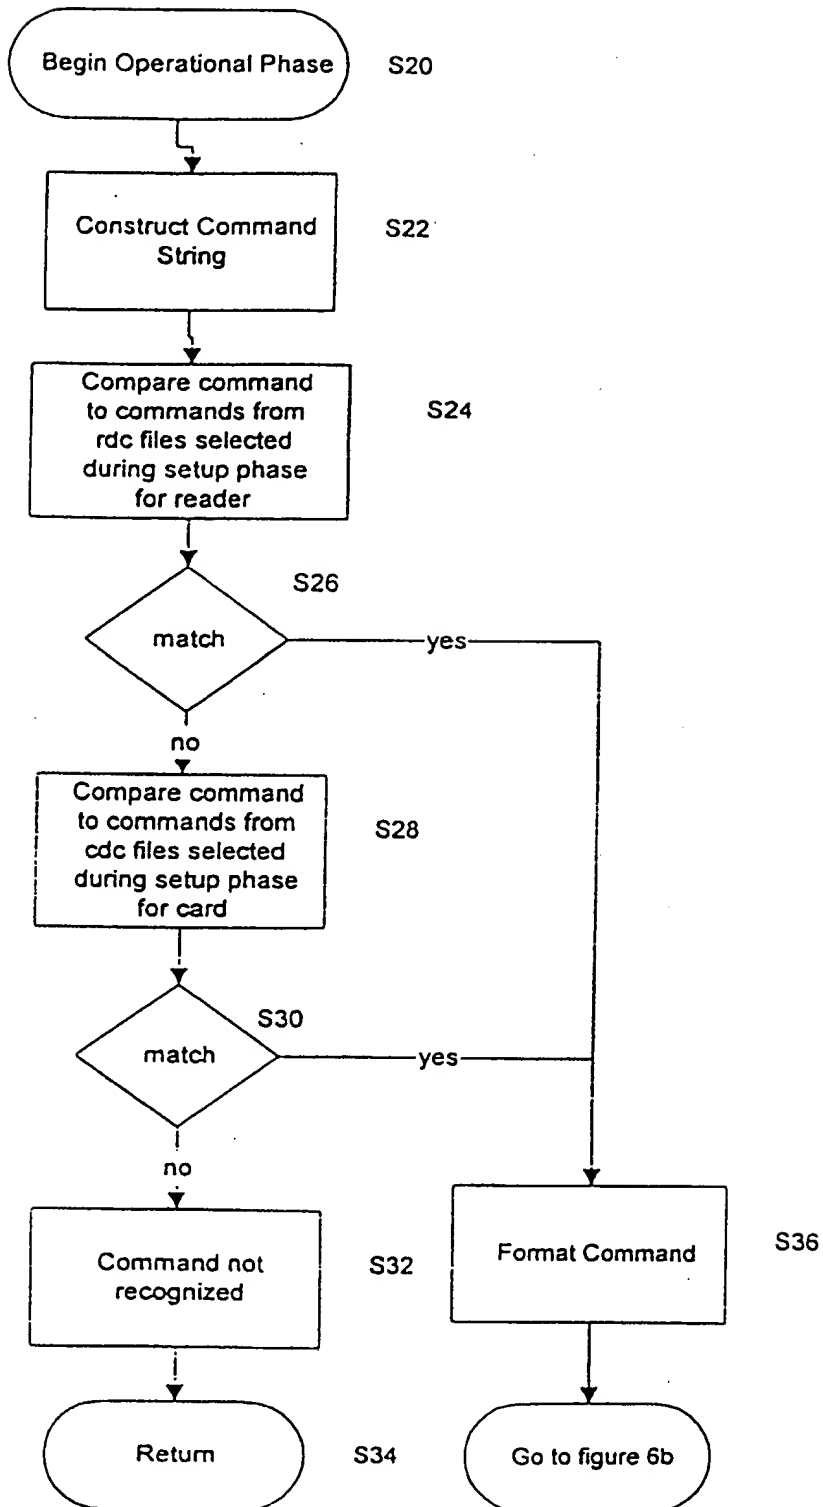 Begin Operational Phase
S20
Construct Command
String
S22
Compare command
to commands from
rdc files selected
during setup phase
for reader
S24
S26
match
yes
no
Compare command
to commands from
cdc files selected
during setup phase
for card
S28
S30
match
yes
no
Command not
recognized
S32
Format Command
S36
Return
S34
Go to figure 6b